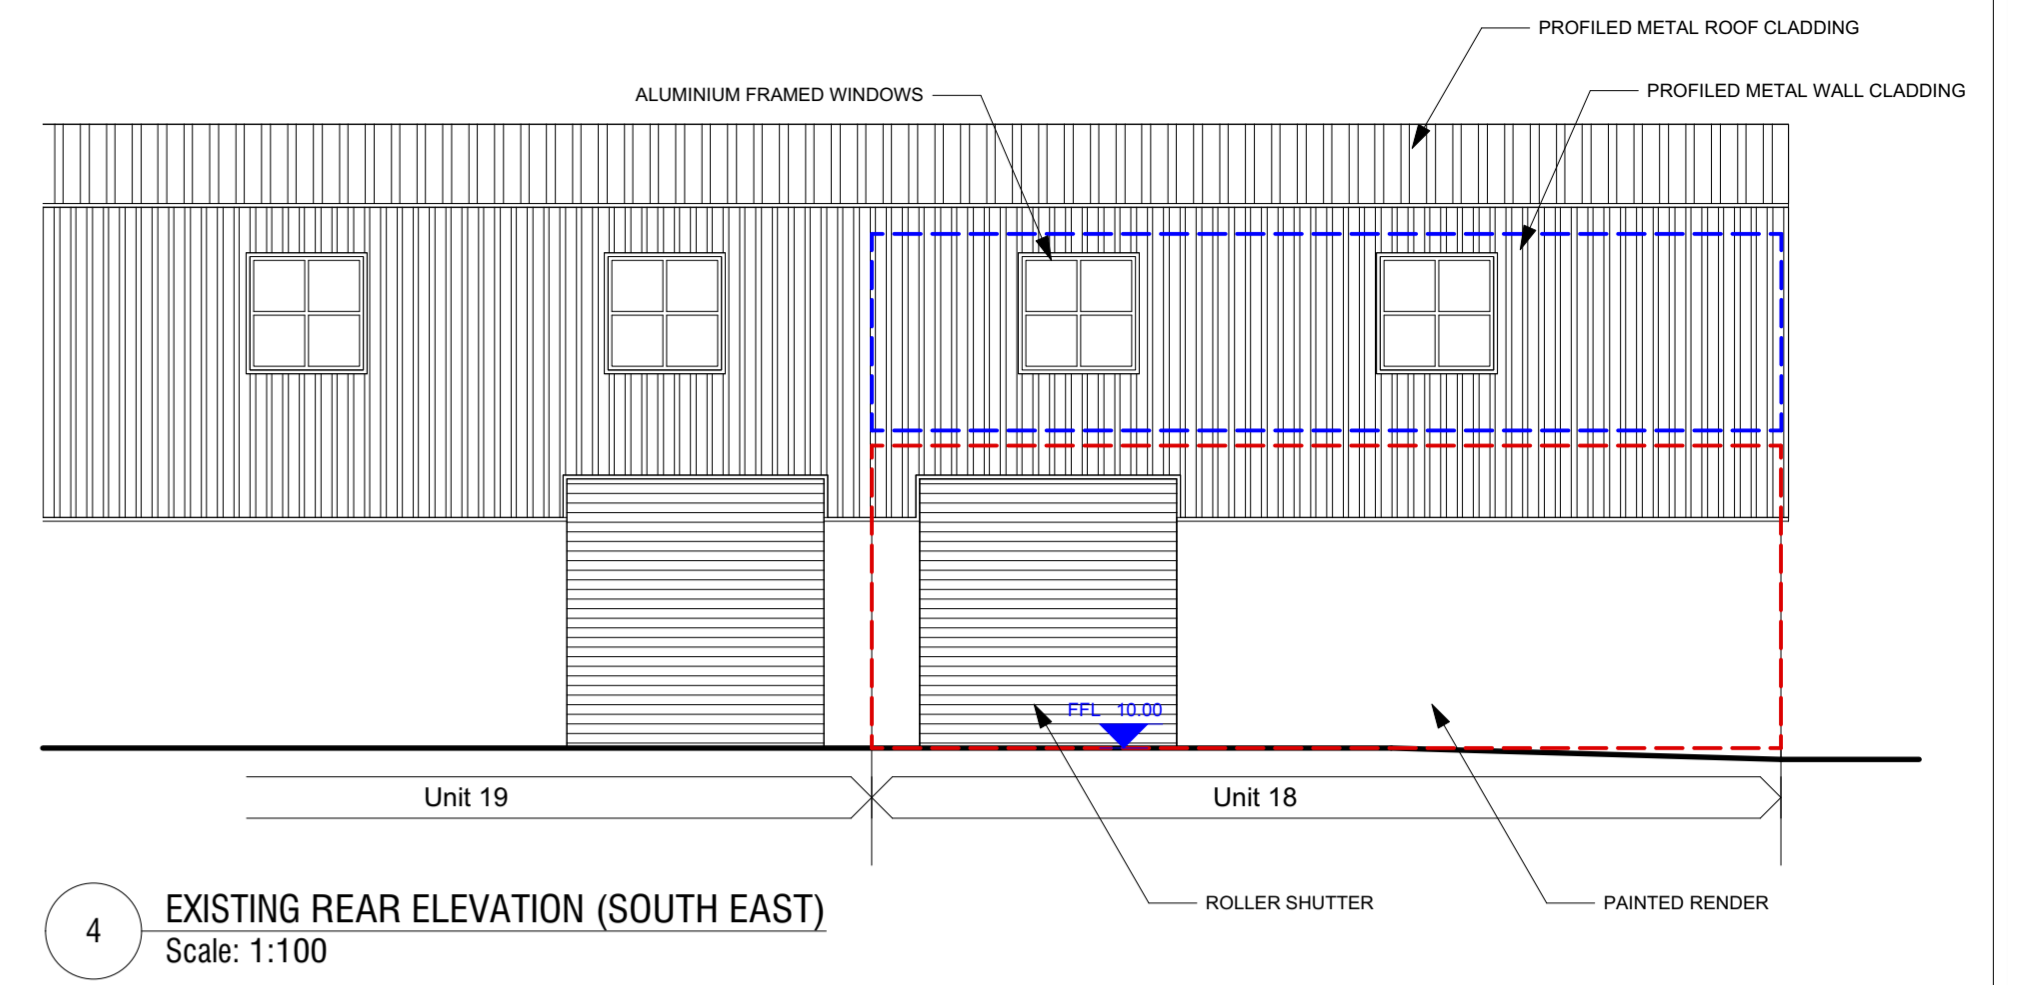 PROFILED METAL ROOF CLADDING
PROFILED METAL WALL CLADDING
ALUMINIUM FRAMED WINDOWS
FFL 10.00
Unit 19
Unit 18
ROLLER SHUTTER
PAINTED RENDER
4
EXISTING REAR ELEVATION (SOUTH EAST)
Scale: 1:100